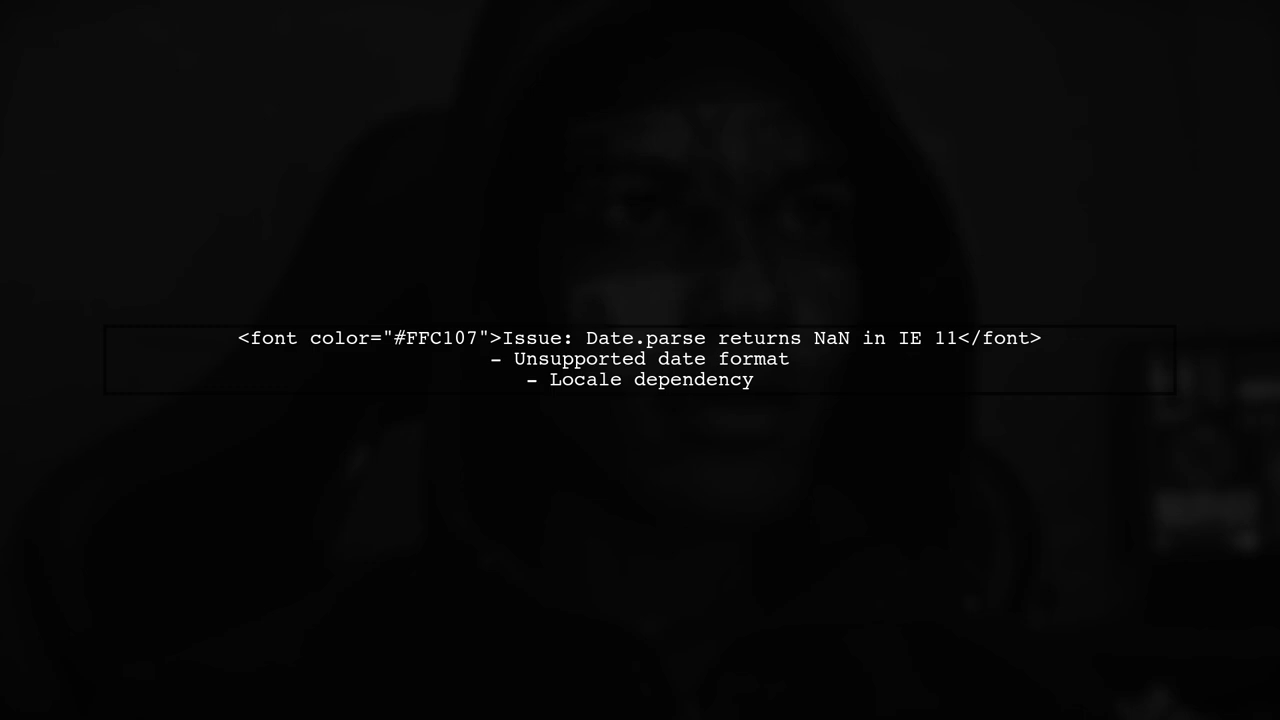 <font color="#FFC107">Issue: Date.parse returns NaN in IE 11</font>
- Unsupported date format
- Locale dependency